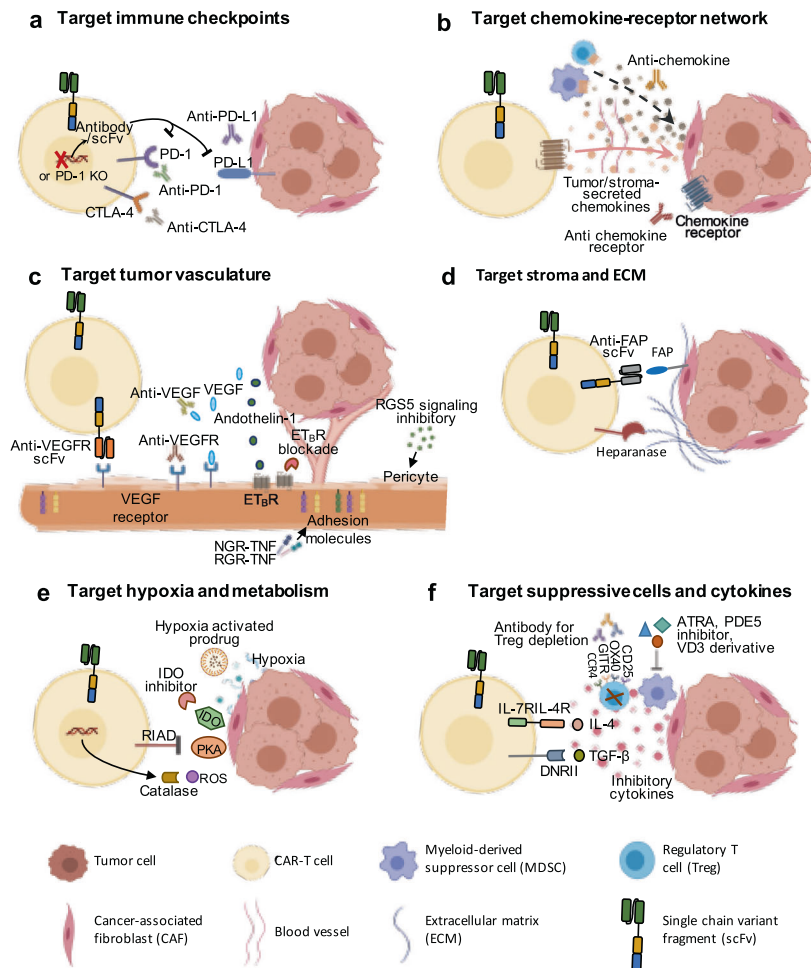 a Target immune checkpoints
Antibody
/scFv
or PD-1 KO
Anti-PD-L1
PD-1
PD-L1
Anti-PD-1
CTLA-4
Anti-CTLA-4
b Target chemokine-receptor network
Anti-chemokine
Tumor/stroma-
secreted chemokines
Anti chemokine
receptor
Chemokine
receptor
c Target tumor vasculature
Anti-VEGF
VEGF
Andothelin-1
RGS5 signaling
inhibitory
Anti-VEGFR
scFv
Anti-VEGFR
ETBR
blockade
Pericyte
VEGF
receptor
ETBR
Adhesion
molecules
NGR-TNF
RGR-TNF
d Target stroma and ECM
Anti-FAP
scFv
FAP
Heparanase
e Target hypoxia and metabolism
Hypoxia activated
prodrug
Hypoxia
IDO
inhibitor
IDO
RIAD
PKA
ROS
Catalase
f Target suppressive cells and cytokines
Antibody for
Treg depletion
CCR4
GITR
OX40
CD25
ATRA, PDE5
inhibitor,
VD3 derivative
IL-7RIL-4R
IL-4
TGF-β
DNRII
Inhibitory
cytokines
Tumor cell
CAR-T cell
Myeloid-derived
suppressor cell (MDSC)
Regulatory T
cell (Treg)
Cancer-associated
fibroblast (CAF)
Blood vessel
Extracellular matrix
(ECM)
Single chain variant
fragment (scFv)